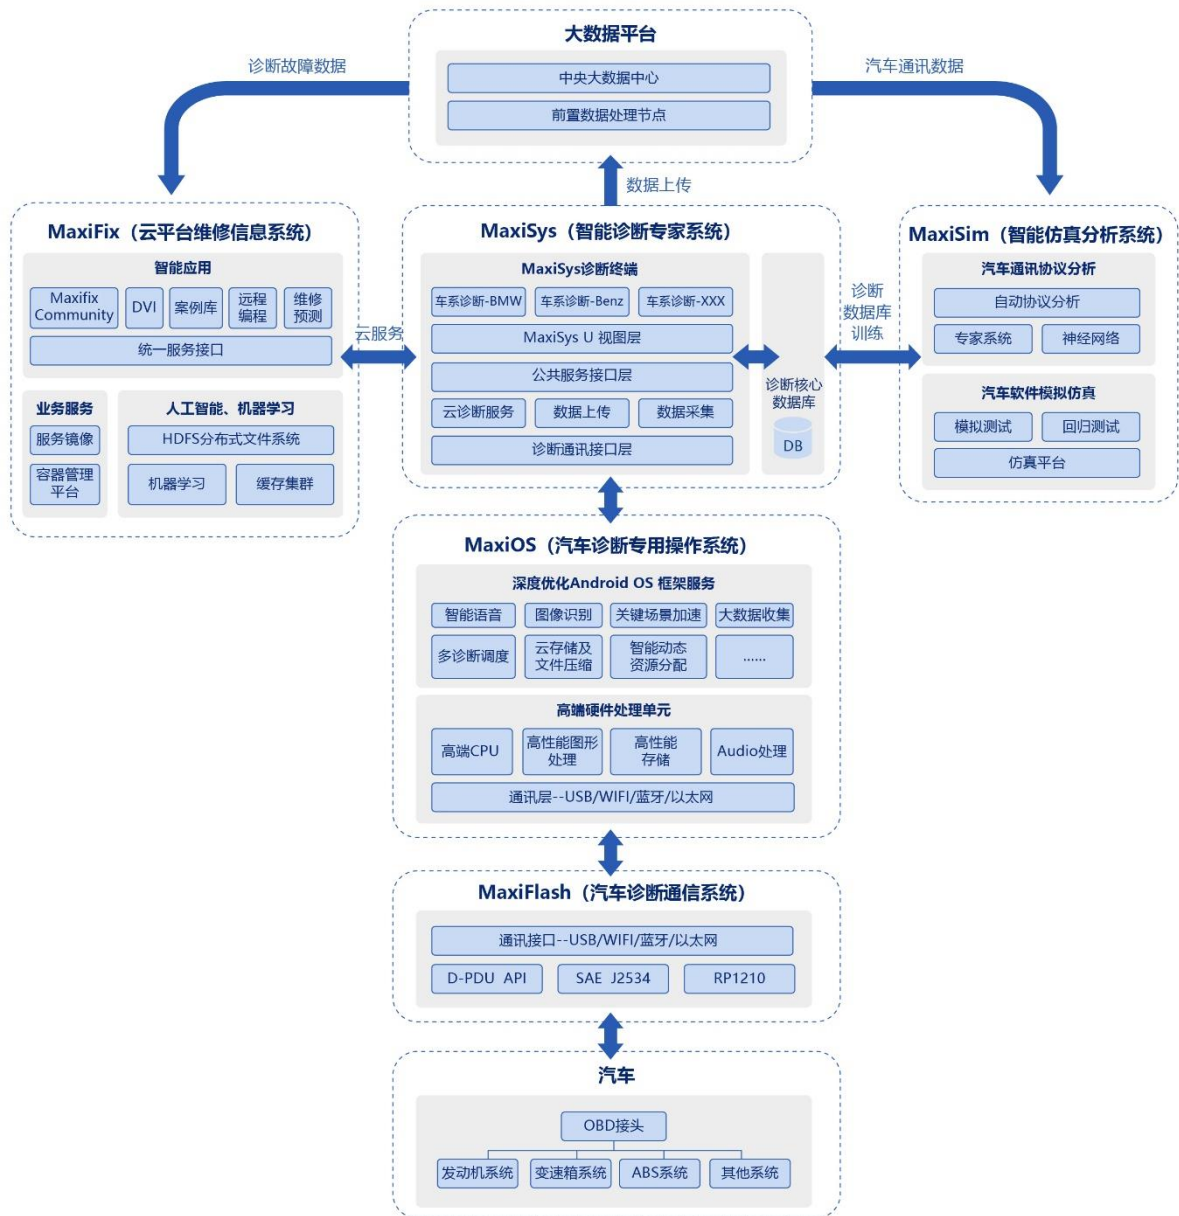 大数据平台
中央大数据中心
前置数据处理节点
诊断故障数据
汽车通讯数据
数据上传
MaxiFix（云平台维修信息系统）
智能应用
Maxifix
Community
DVI
案例库
远程
编程
维修
预测
统一服务接口
业务服务
服务镜像
容器管理
平台
人工智能、机器学习
HDFS分布式文件系统
机器学习
缓存集群
云服务
MaxiSys（智能诊断专家系统）
MaxiSys诊断终端
车系诊断-BMW
车系诊断-Benz
车系诊断-XXX
MaxiSys U 视图层
公共服务接口层
云诊断服务
数据上传
数据采集
诊断通讯接口层
诊断核心
数据库
DB
诊断
数据库
训练
MaxiSim（智能仿真分析系统）
汽车通讯协议分析
自动协议分析
专家系统
神经网络
汽车软件模拟仿真
模拟测试
回归测试
仿真平台
MaxiOS（汽车诊断专用操作系统）
深度优化Android OS 框架服务
智能语音
图像识别
关键场景加速
大数据收集
多诊断调度
云存储及
文件压缩
智能动态
资源分配
……
高端硬件处理单元
高端CPU
高性能图形
处理
高性能
存储
Audio处理
通讯层--USB/WIFI/蓝牙/以太网
MaxiFlash（汽车诊断通信系统）
通讯接口--USB/WIFI/蓝牙/以太网
D-PDU API
SAE J2534
RP1210
汽车
OBD接头
发动机系统
变速箱系统
ABS系统
其他系统